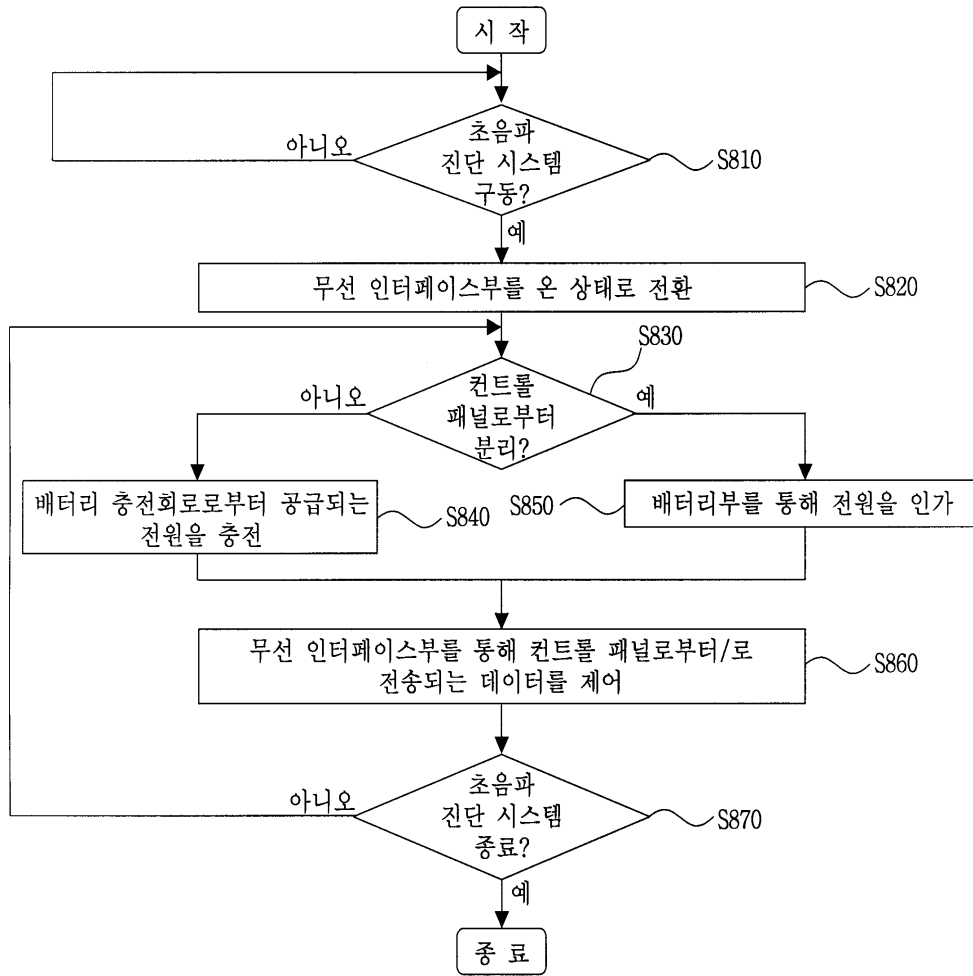 시 작
초음파
진단 시스템
구동?
아니오
S810
예
무선 인터페이스부를 온 상태로 전환
S820
S830
컨트롤
패널로부터
분리?
아니오
예
배터리 충전회로로부터 공급되는
전원을 충전
S840
S850
배터리부를 통해 전원을 인가
무선 인터페이스부를 통해 컨트롤 패널로부터/로
전송되는 데이터를 제어
S860
초음파
진단 시스템
종료?
아니오
S870
예
종 료